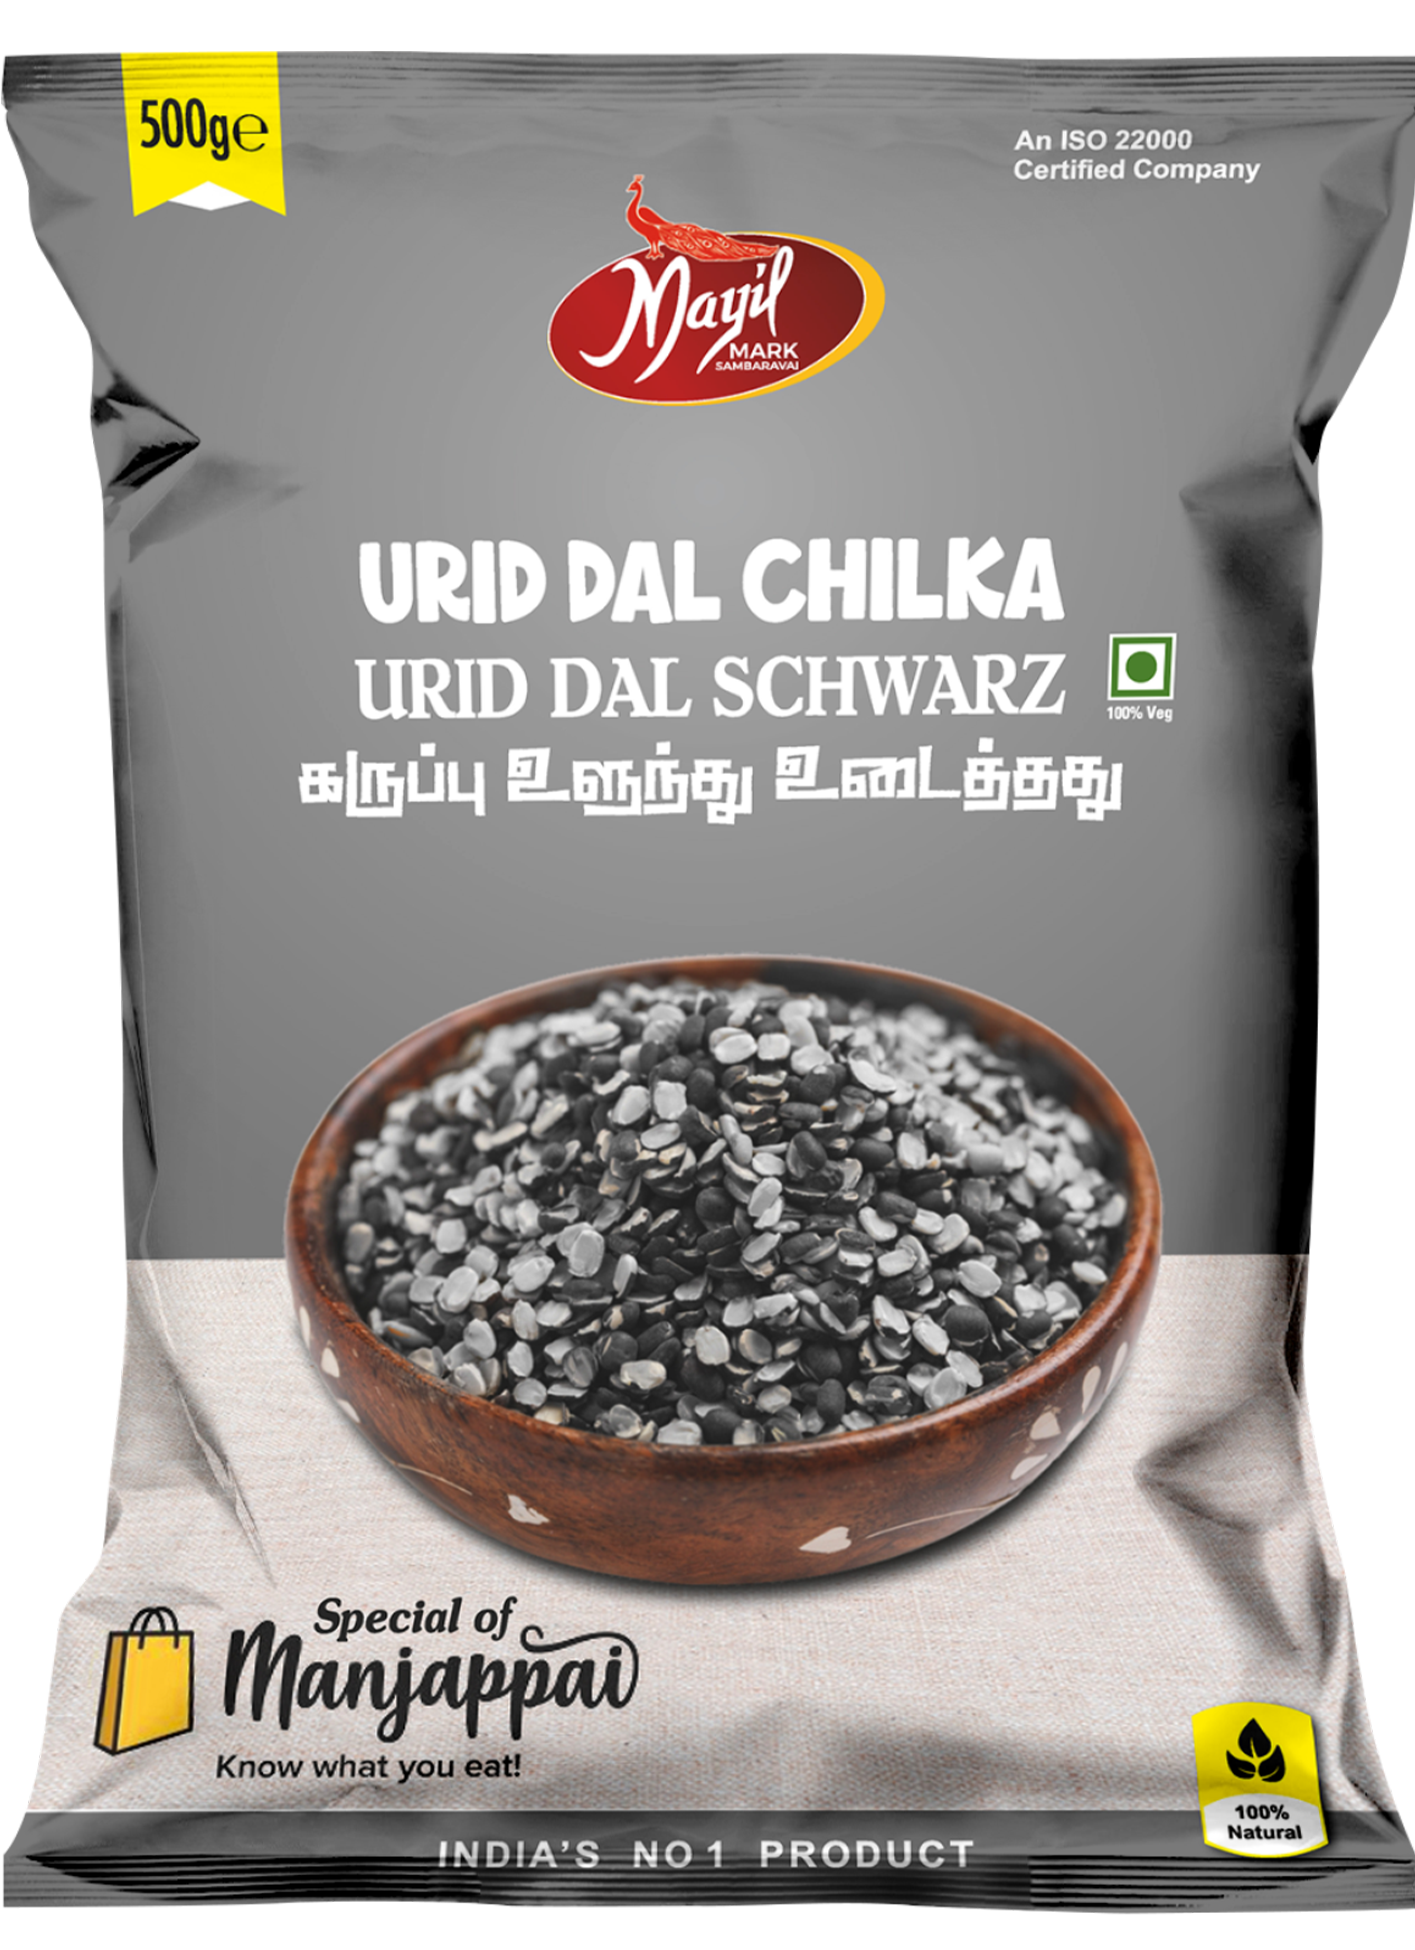 500g℮
An ISO 22000
Certified Company
Mayil
MARK
SAMBARAVAI
URID DAL CHILKA
URID DAL SCHWARZ
100% Veg
கருப்பு உளுந்து உடைத்தது
Special of
Manjappai
Know what you eat!
100%
Natural
INDIA'S NO 1 PRODUCT